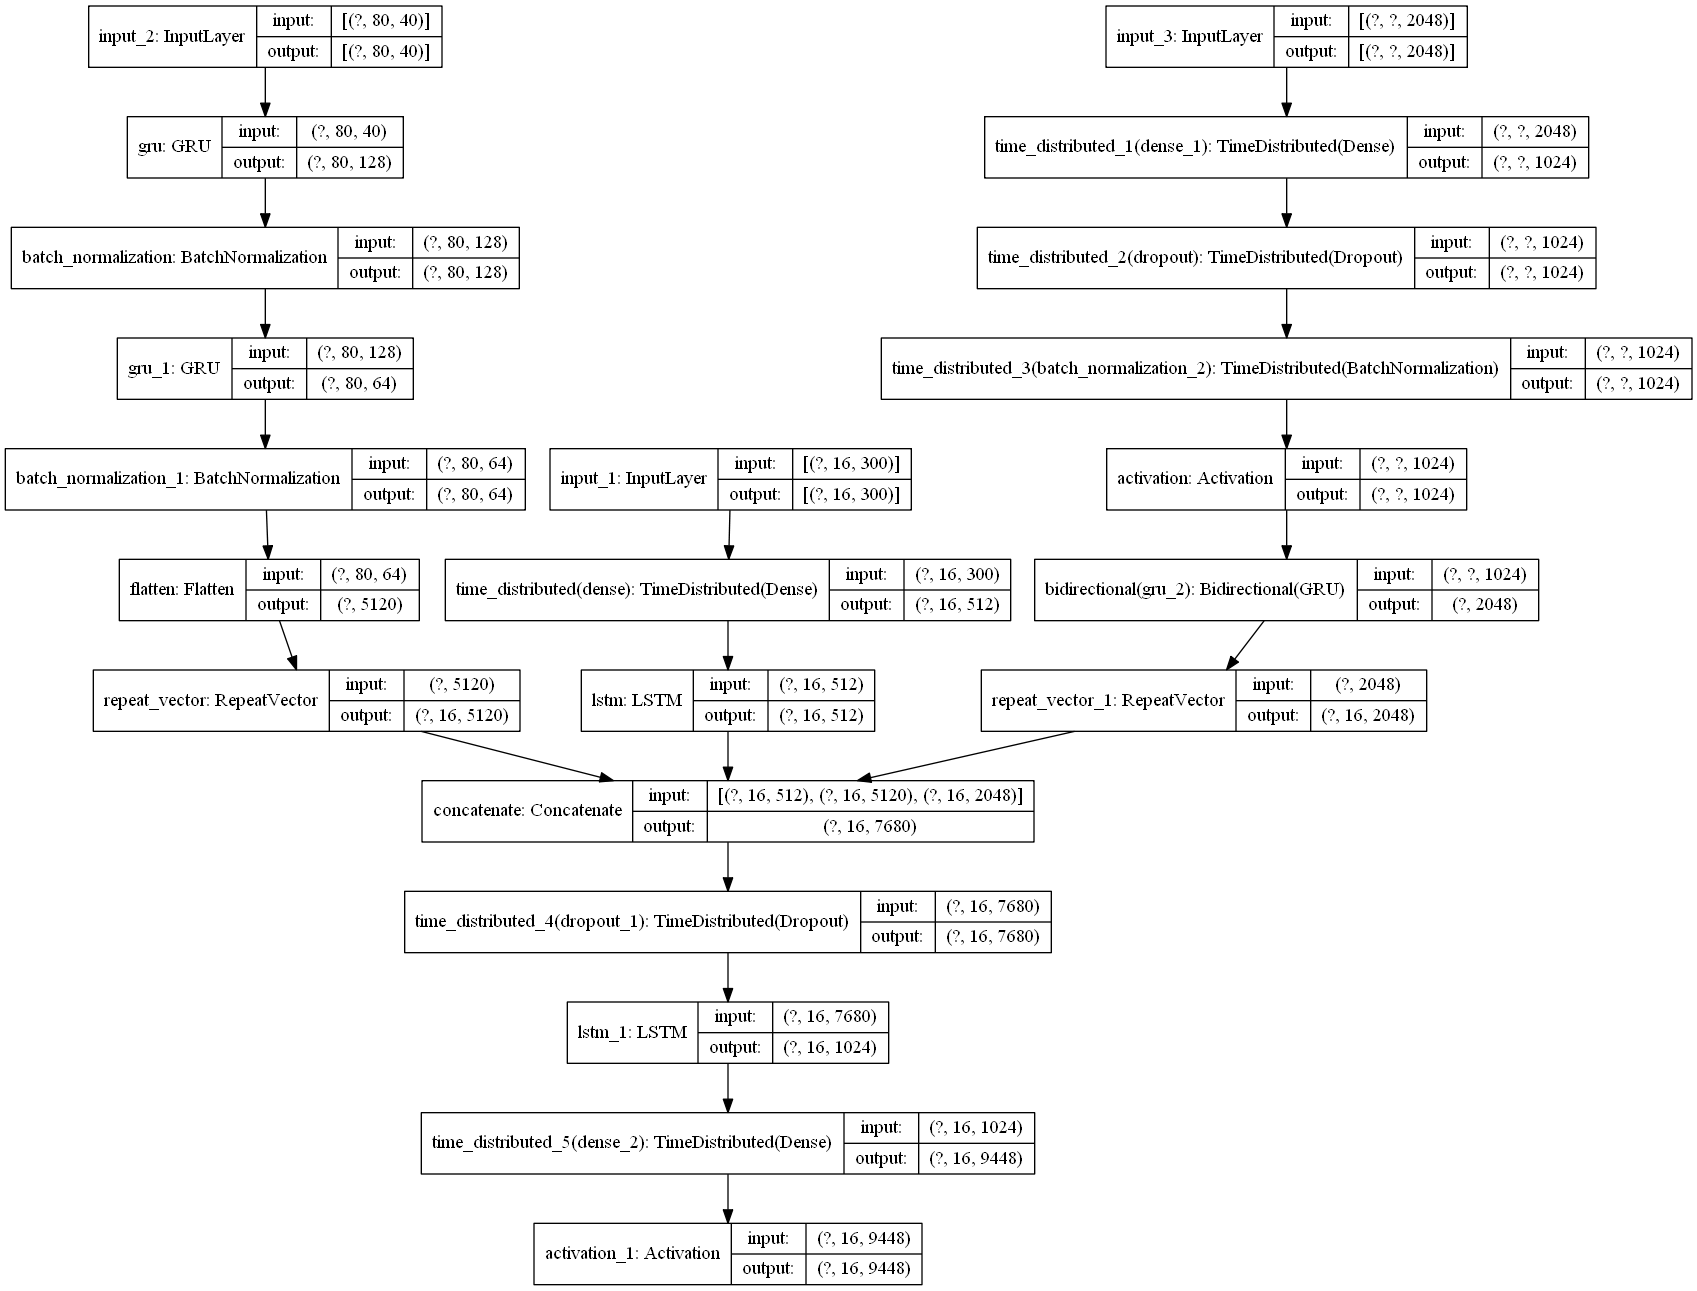 input_2: InputLayer input: [(?, 80, 40)]
output: [(?, 80, 40)]
input_3: InputLayer input: [(?, ?, 2048)]
output: [(?, ?, 2048)]
gru: GRU input: (?, 80, 40)
output: (?, 80, 128)
time_distributed_1(dense_1): TimeDistributed(Dense) input: (?, ?, 2048)
output: (?, ?, 1024)
batch_normalization: BatchNormalization input: (?, 80, 128)
output: (?, 80, 128)
time_distributed_2(dropout): TimeDistributed(Dropout) input: (?, ?, 1024)
output: (?, ?, 1024)
gru_1: GRU input: (?, 80, 128)
output: (?, 80, 64)
time_distributed_3(batch_normalization_2): TimeDistributed(BatchNormalization) input: (?, ?, 1024)
output: (?, ?, 1024)
batch_normalization_1: BatchNormalization input: (?, 80, 64)
output: (?, 80, 64)
input_1: InputLayer input: [(?, 16, 300)]
output: [(?, 16, 300)]
activation: Activation input: (?, ?, 1024)
output: (?, ?, 1024)
flatten: Flatten input: (?, 80, 64)
output: (?, 5120)
time_distributed(dense): TimeDistributed(Dense) input: (?, 16, 300)
output: (?, 16, 512)
bidirectional(gru_2): Bidirectional(GRU) input: (?, ?, 1024)
output: (?, 2048)
repeat_vector: RepeatVector input: (?, 5120)
output: (?, 16, 5120)
lstm: LSTM input: (?, 16, 512)
output: (?, 16, 512)
repeat_vector_1: RepeatVector input: (?, 2048)
output: (?, 16, 2048)
concatenate: Concatenate input: [(?, 16, 512), (?, 16, 5120), (?, 16, 2048)]
output: (?, 16, 7680)
time_distributed_4(dropout_1): TimeDistributed(Dropout) input: (?, 16, 7680)
output: (?, 16, 7680)
lstm_1: LSTM input: (?, 16, 7680)
output: (?, 16, 1024)
time_distributed_5(dense_2): TimeDistributed(Dense) input: (?, 16, 1024)
output: (?, 16, 9448)
activation_1: Activation input: (?, 16, 9448)
output: (?, 16, 9448)